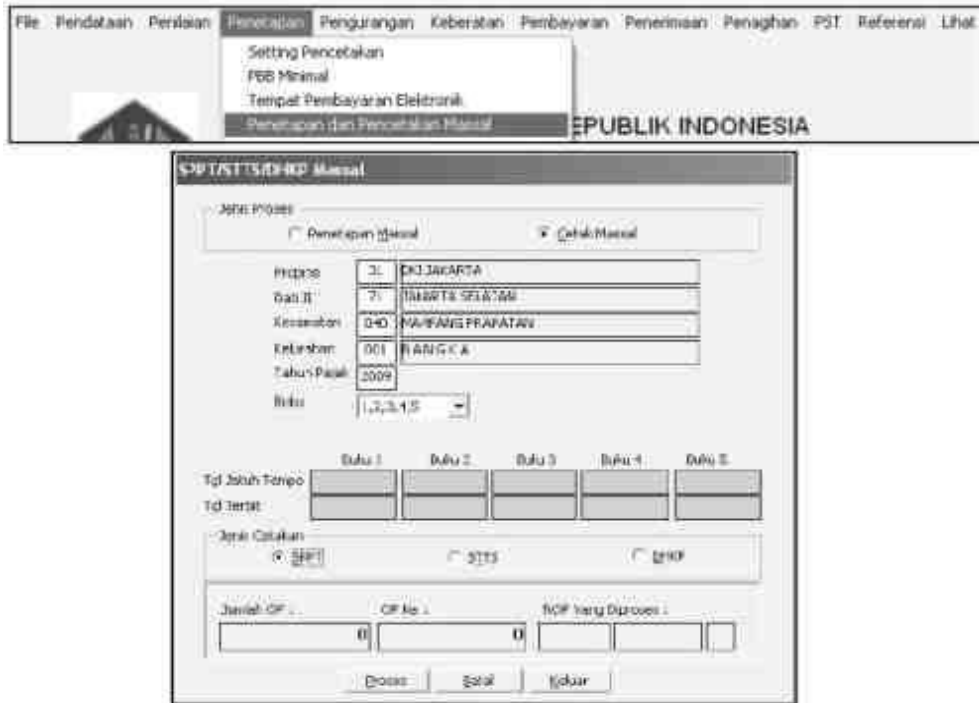 File Pendataan Penilaian Penetapan Pengurangan Keberatan Pembayaran Penerimaan Penagihan PST Referensi Lihat
Setting Pencetakan
PBB Minimal
Tempat Pembayaran Elektronik
Penetapan dan Pencetakan Massal
EPUBLIK INDONESIA
SPPT/STTS/DHKP Massal
Jenis Proses
Penetapan Massal Cetak Massal
Propinsi 31 DKI JAKARTA
Dati II 71 JAKARTA SELATAN
Kecamatan 040 MAMPANG PRAPATAN
Kelurahan 001 BANGKA
Tahun Pajak 2009
Buku 1,2,3,4,5
Buku 1 Buku 2 Buku 3 Buku 4 Buku 5
Tgl Jatuh Tempo
Tgl Terbit
Jenis Cetakan
SPPT STTS DHKP
Jumlah OP : OP Ke : NOP Yang Diproses :
0 0
Proses Batal Keluar